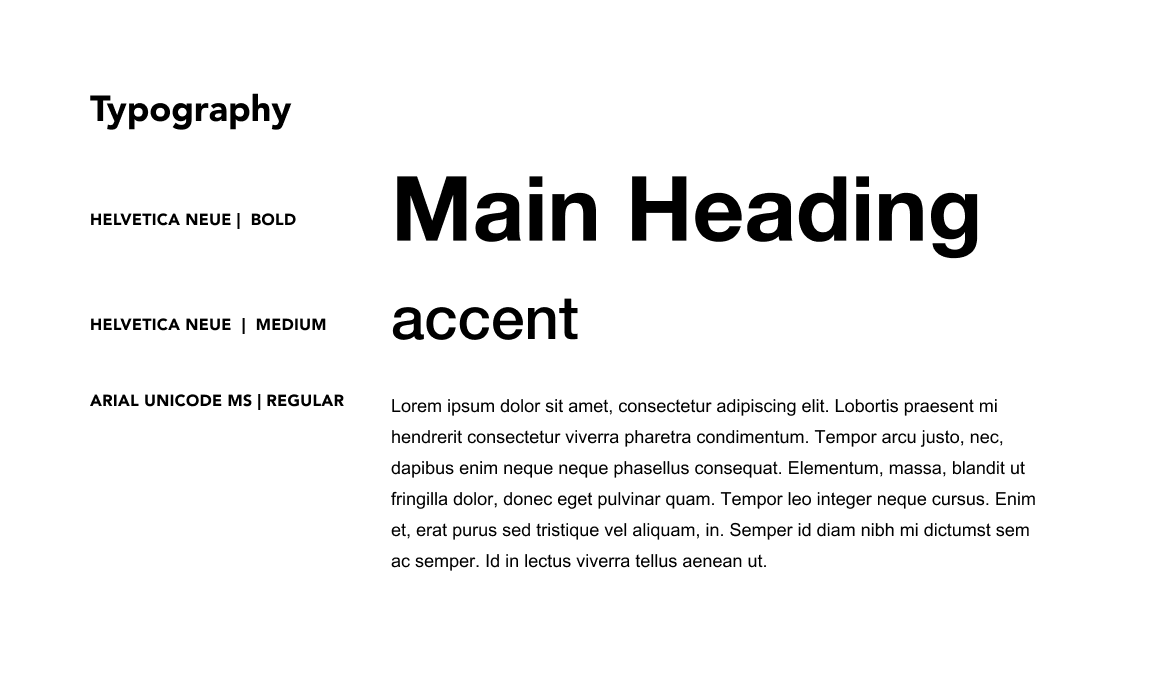 Typography
HELVETICA NEUE | BOLD
Main Heading
HELVETICA NEUE | MEDIUM
accent
ARIAL UNICODE MS | REGULAR
Lorem ipsum dolor sit amet, consectetur adipiscing elit. Lobortis praesent mi
hendrerit consectetur viverra pharetra condimentum. Tempor arcu justo, nec,
dapibus enim neque neque phasellus consequat. Elementum, massa, blandit ut
fringilla dolor, donec eget pulvinar quam. Tempor leo integer neque cursus. Enim
et, erat purus sed tristique vel aliquam, in. Semper id diam nibh mi dictumst sem
ac semper. Id in lectus viverra tellus aenean ut.